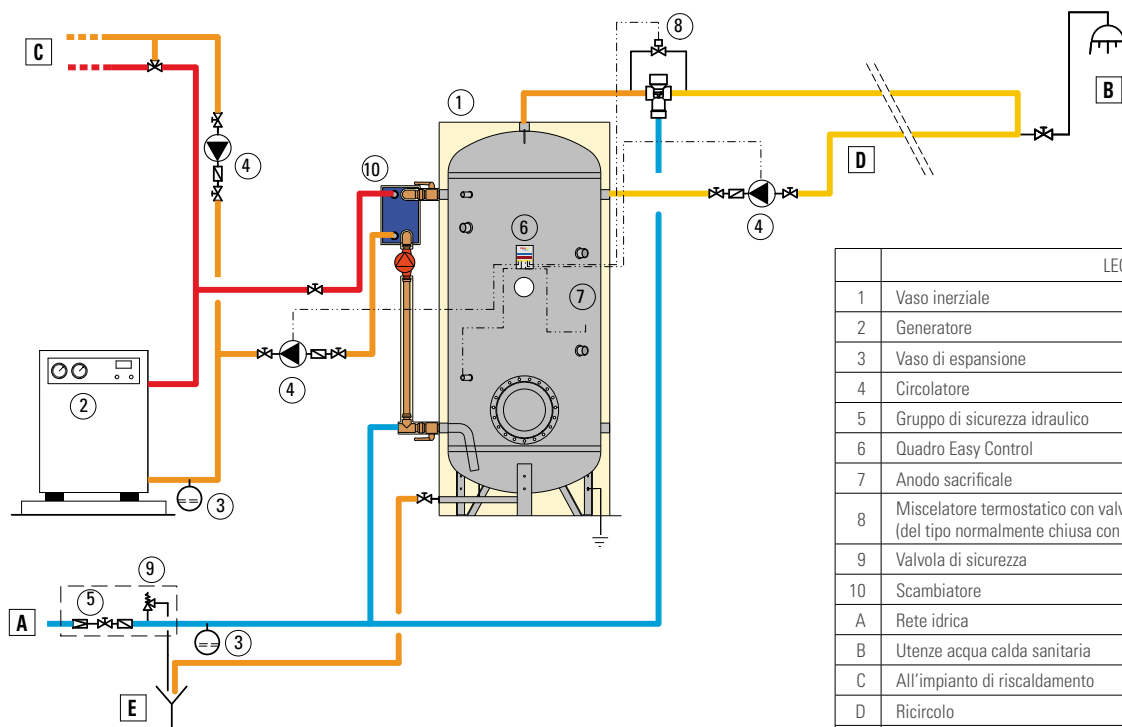 C
8
1
B
4
D
10
6
4
7
2
4
3
9
5
A
3
E
1 Vaso inerziale
2 Generatore
3 Vaso di espansione
4 Circolatore
5 Gruppo di sicurezza idraulico
6 Quadro Easy Control
7 Anodo sacrificale
8 Miscelatore termostatico con
(del tipo normalmente chiusa con
9 Valvola di sicurezza
10 Scambiatore
A Rete idrica
B Utenze acqua calda sanitaria
C All'impianto di riscaldamento
D Ricircolo